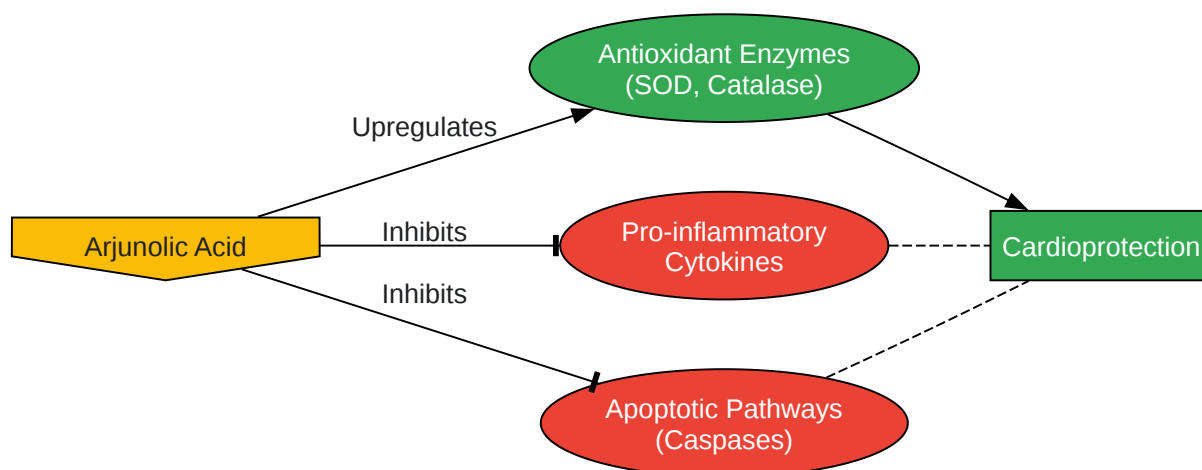 Antioxidant Enzymes
(SOD, Catalase)
Upregulates
Arjunolic Acid
Inhibits
Pro-inflammatory
Cytokines
Cardioprotection
Inhibits
Apoptotic Pathways
(Caspases)